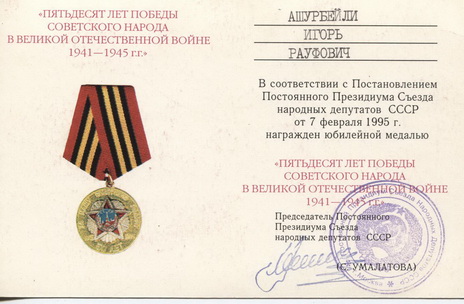 «ПЯТЬДЕСЯТ ЛЕТ ПОБЕДЫ
СОВЕТСКОГО НАРОДА
В ВЕЛИКОЙ ОТЕЧЕСТВЕННОЙ ВОЙНЕ
1941—1945 г.г.»
АШУРБЕЙЛИ
ИГОРЬ
РАУФОВИЧ
В соответствии с Постановлением
Постоянного Президиума Съезда
народных депутатов СССР
от 7 февраля 1995 г.
награжден юбилейной медалью
«ПЯТЬДЕСЯТ ЛЕТ ПОБЕДЫ
СОВЕТСКОГО НАРОДА
В ВЕЛИКОЙ ОТЕЧЕСТВЕННОЙ ВОЙНЕ
1941—1945 г.г.»
Председатель Постоянного
Президиума Съезда
народных депутатов СССР
(С. УМАЛАТОВА)